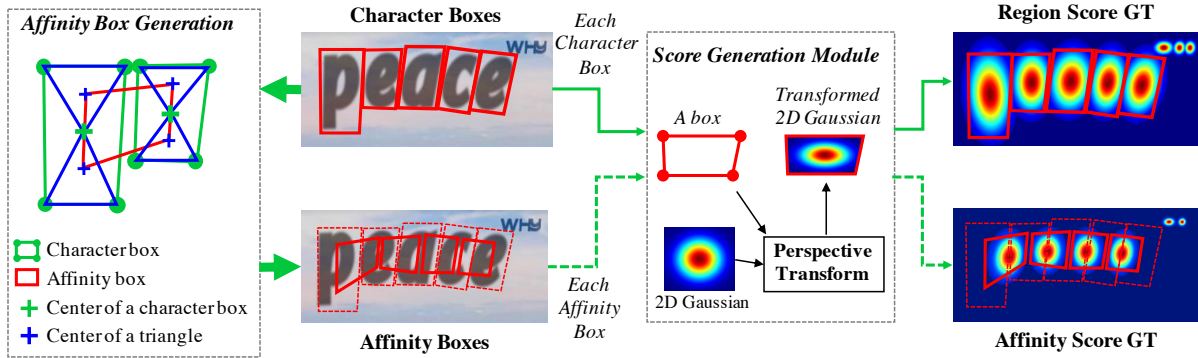 Affinity Box Generation
Character box
Affinity box
Center of a character box
Center of a triangle
Character Boxes
WHY
peace
WHY
peace
Affinity Boxes
Each
Character
Box
Each
Affinity
Box
Score Generation Module
A box
Transformed
2D Gaussian
2D Gaussian
Perspective
Transform
Region Score GT
Affinity Score GT